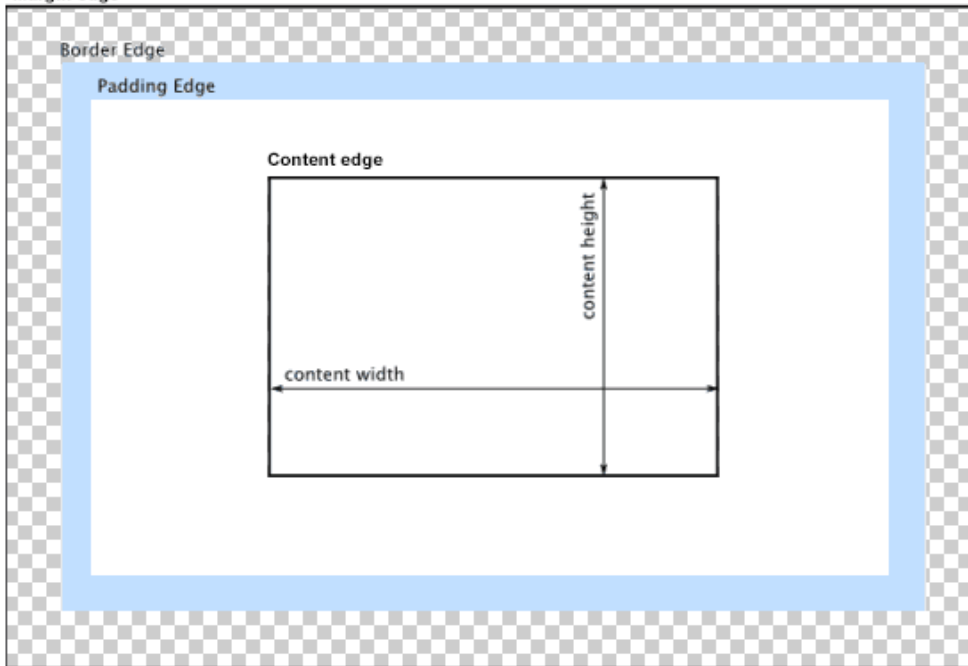 Border Edge
Padding Edge
Content edge
content height
content width